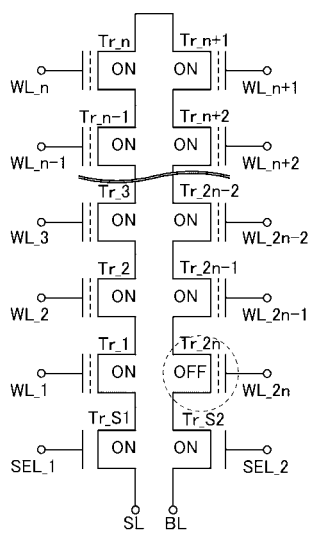 Tr_n Tr_n+1
ON ON
WL_n WL_n+1
Tr_n-1 Tr_n+2
ON ON
WL_n-1 WL_n+2
Tr_3 Tr_2n-2
ON ON
WL_3 WL_2n-2
Tr_2 Tr_2n-1
ON ON
WL_2 WL_2n-1
Tr_1 Tr_2n
ON OFF
WL_1 WL_2n
Tr_S1 Tr_S2
ON ON
SEL_1 SEL_2
SL BL